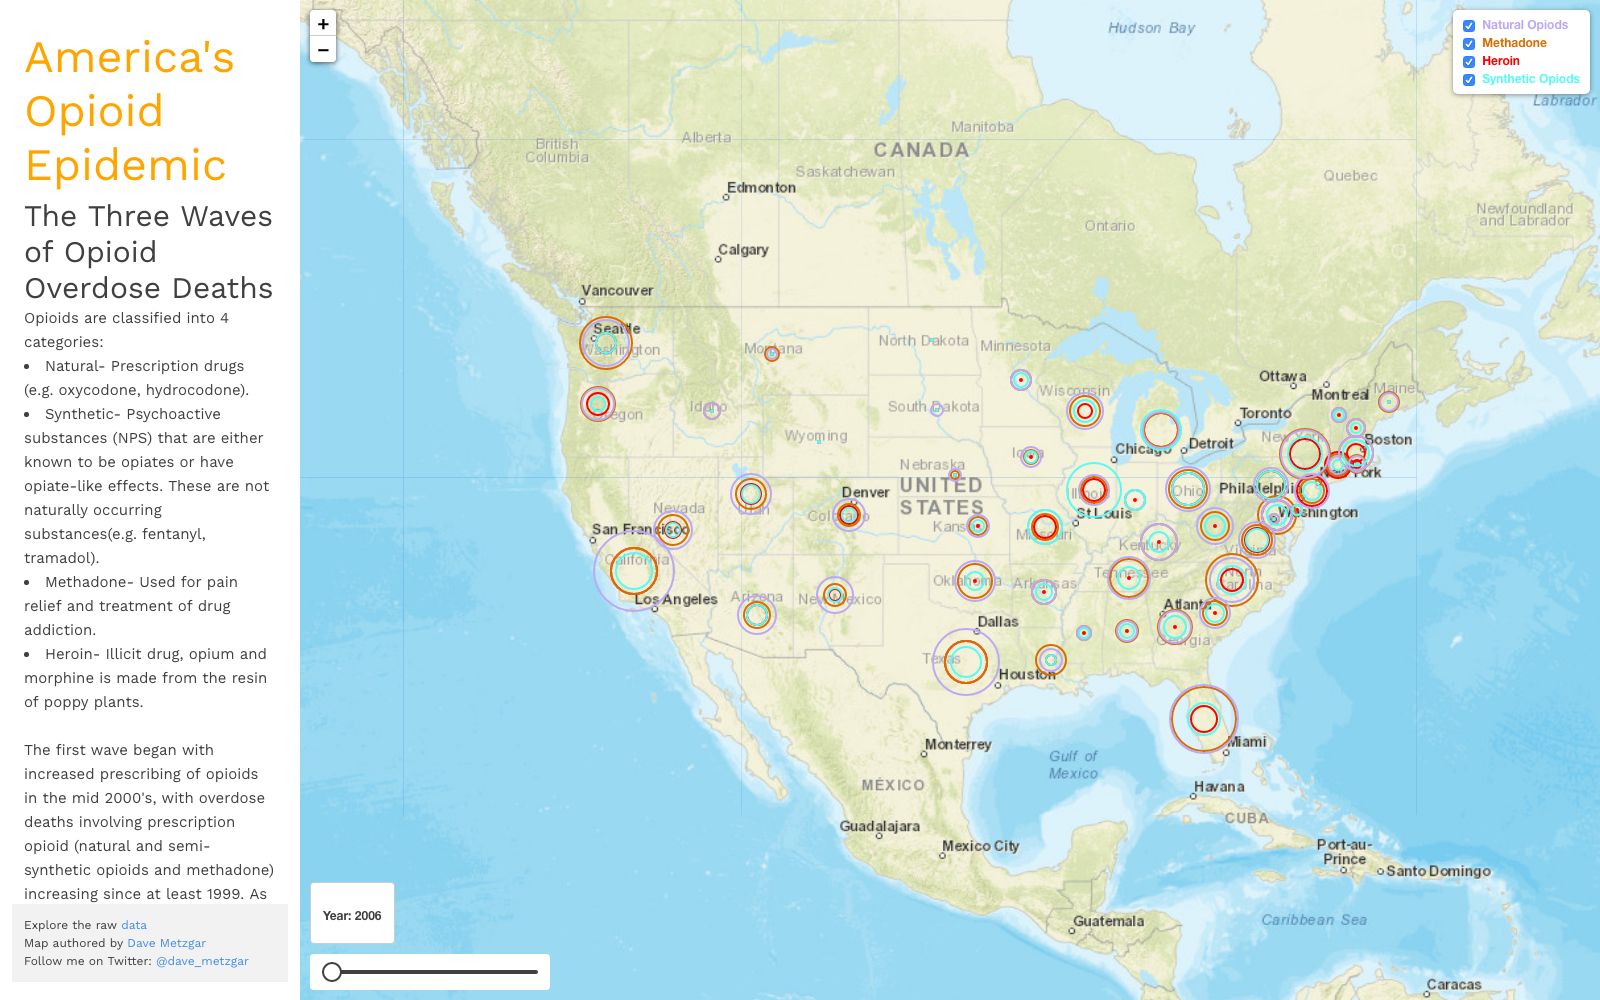 America's
Opioid
Epidemic
The Three Waves
of Opioid
Overdose Deaths
Opioids are classified into 4
categories:
• Natural- Prescription drugs
(e.g. oxycodone, hydrocodone).
• Synthetic- Psychoactive
substances (NPS) that are either
known to be opiates or have
opiate-like effects. These are not
naturally occurring
substances(e.g. fentanyl,
tramadol).
• Methadone- Used for pain
relief and treatment of drug
addiction.
• Heroin- Illicit drug, opium and
morphine is made from the resin
of poppy plants.
The first wave began with
increased prescribing of opioids
in the mid 2000's, with overdose
deaths involving prescription
opioid (natural and semi-
synthetic opioids and methadone)
increasing since at least 1999. As
Explore the raw data
Map authored by Dave Metzgar
Follow me on Twitter: @dave_metzgar
+
−
Natural Opiods
Methadone
Heroin
Synthetic Opiods
Hudson Bay
Labrador
British
Columbia
Alberta
Manitoba
CANADA
Saskatchewan
Quebec
Edmonton
Newfoundland
and Labrador
Ontario
Calgary
Vancouver
Seattle
Washington
Montana
North Dakota
Minnesota
Ottawa
Montreal
Maine
Oregon
Idaho
South Dakota
Wisconsin
Toronto
Wyoming
Chicago
Detroit
New York
Boston
Iowa
Nebraska
New York
UNITED
STATES
Denver
Illinois
Ohio
Philadelphia
Nevada
Utah
Colorado
St Louis
Washington
San Francisco
Kansas
Missouri
Kentucky
Virginia
California
Tennessee
North
Carolina
Oklahoma
Arkansas
Los Angeles
Arizona
New Mexico
Atlanta
Dallas
Georgia
Texas
Houston
Miami
Monterrey
Gulf of
Mexico
MÉXICO
Havana
CUBA
Guadalajara
Mexico City
Port-au-
Prince
Santo Domingo
Guatemala
Caribbean Sea
Caracas
Year: 2006